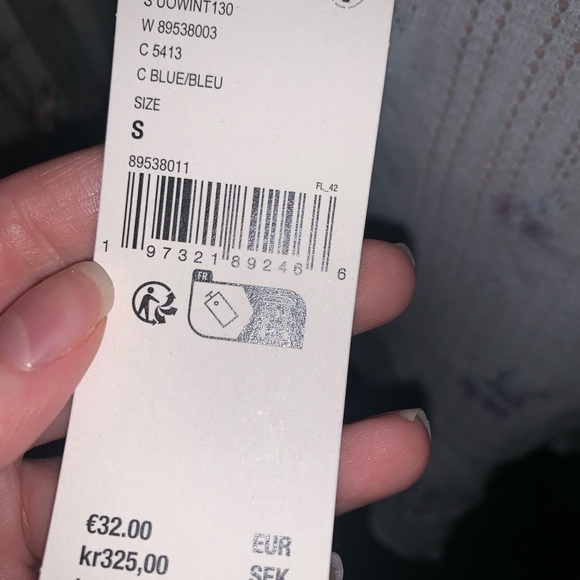 S UOWINT130
W 89538003
C 5413
C BLUE/BLEU
SIZE
S
89538011
FL_42
1 97321 89246 6
FR
€32.00 EUR
kr325,00 SEK